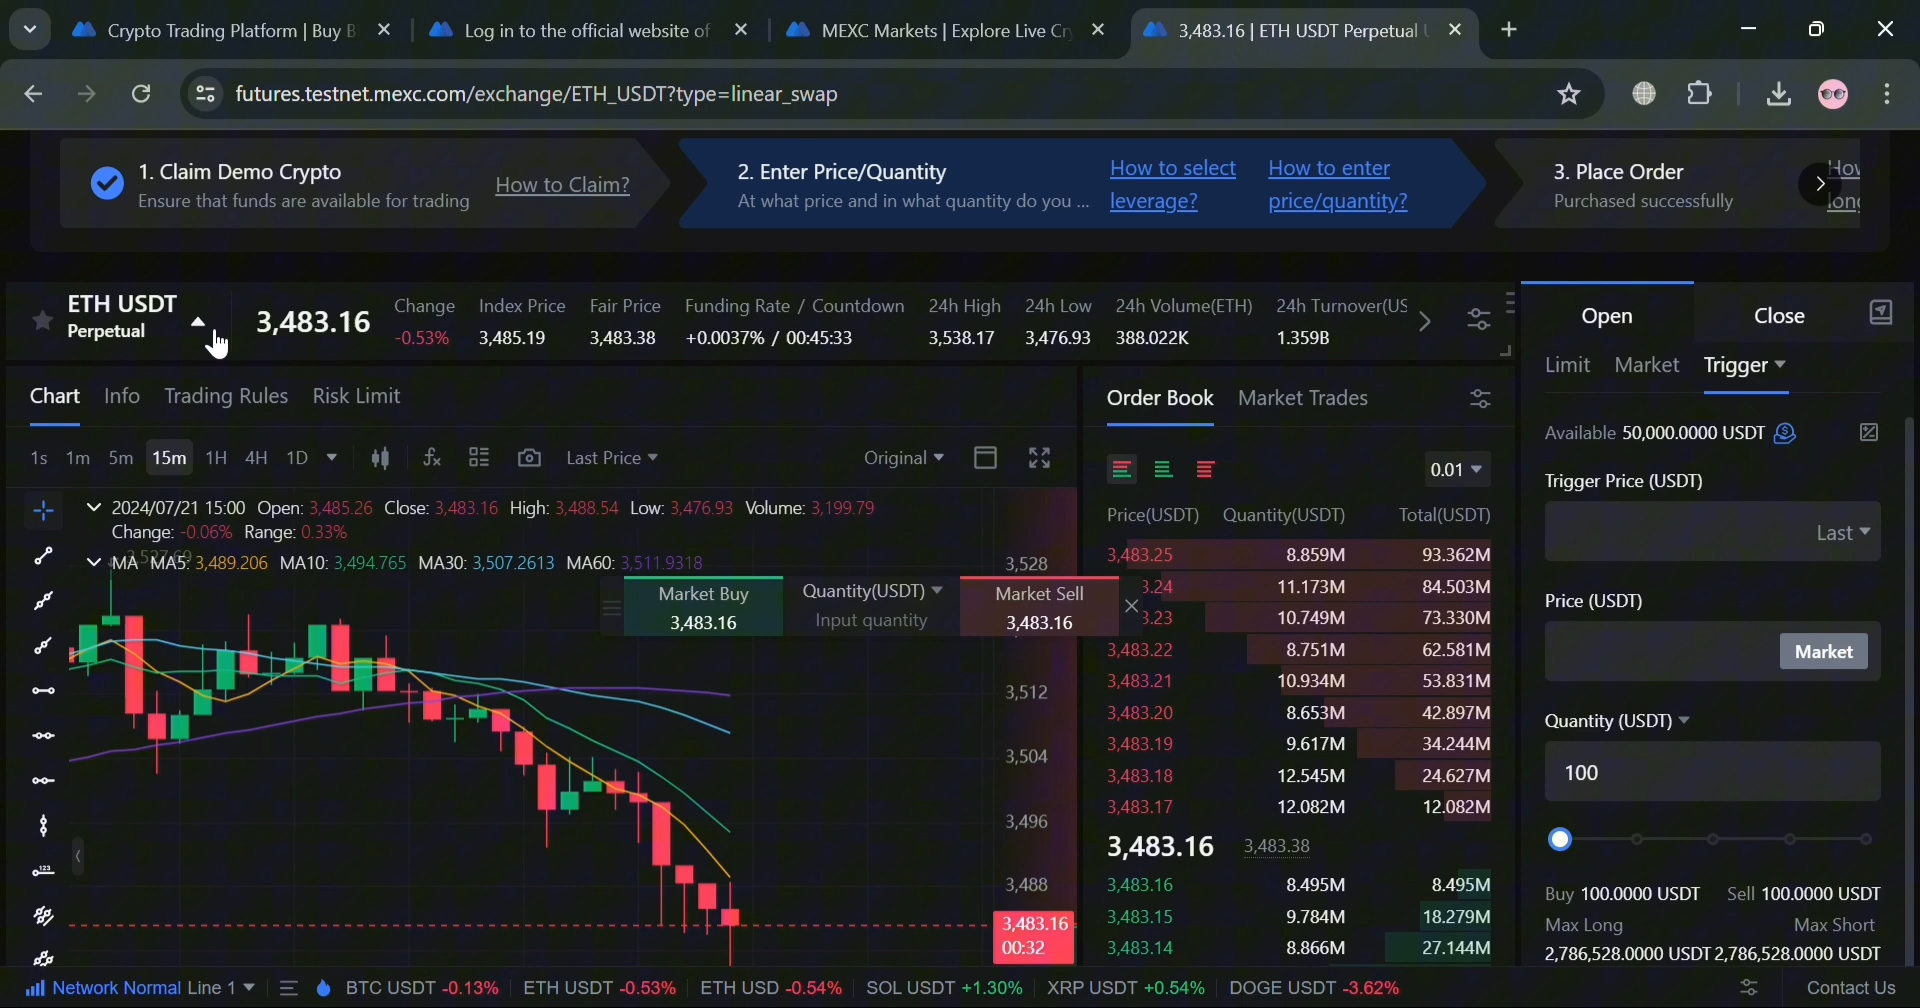 Crypto Trading Platform | Buy B
Log in to the official website of
MEXC Markets | Explore Live Cr
3,483.16 | ETH USDT Perpetual
futures.testnet.mexc.com/exchange/ETH_USDT?type=linear_swap
1. Claim Demo Crypto
Ensure that funds are available for trading
How to Claim?
2. Enter Price/Quantity
At what price and in what quantity do you ...
How to select
leverage?
How to enter
price/quantity?
3. Place Order
Purchased successfully
How
long
ETH USDT
Perpetual
3,483.16
Change
-0.53%
Index Price
3,485.19
Fair Price
3,483.38
Funding Rate / Countdown
+0.0037% / 00:45:33
24h High
3,538.17
24h Low
3,476.93
24h Volume(ETH)
388.022K
24h Turnover(US
1.359B
Chart Info Trading Rules Risk Limit
1s 1m 5m 15m 1H 4H 1D Last Price Original
2024/07/21 15:00 Open: 3,485.26 Close: 3,483.16 High: 3,488.54 Low: 3,476.93 Volume: 3,199.79
Change: -0.06% Range: 0.33%
MA MA5: 3,489.206 MA10: 3,494.765 MA30: 3,507.2613 MA60: 3,511.9318
3,527.69
Market Buy
3,483.16
Quantity(USDT)
Input quantity
Market Sell
3,483.16
3,528
3,512
3,504
3,496
3,488
3,483.16
00:32
123
Order Book Market Trades
0.01
Price(USDT) Quantity(USDT) Total(USDT)
3,483.25 8.859M 93.362M
3.24 11.173M 84.503M
3.23 10.749M 73.330M
3,483.22 8.751M 62.581M
3,483.21 10.934M 53.831M
3,483.20 8.653M 42.897M
3,483.19 9.617M 34.244M
3,483.18 12.545M 24.627M
3,483.17 12.082M 12.082M
3,483.16 3,483.38
3,483.16 8.495M 8.495M
3,483.15 9.784M 18.279M
3,483.14 8.866M 27.144M
Open Close
Limit Market Trigger
Available 50,000.0000 USDT
Trigger Price (USDT)
Last
Price (USDT)
Market
Quantity (USDT)
100
Buy 100.0000 USDT Sell 100.0000 USDT
Max Long Max Short
2,786,528.0000 USDT 2,786,528.0000 USDT
Network Normal Line 1 BTC USDT -0.13% ETH USDT -0.53% ETH USD -0.54% SOL USDT +1.30% XRP USDT +0.54% DOGE USDT -3.62% Contact Us